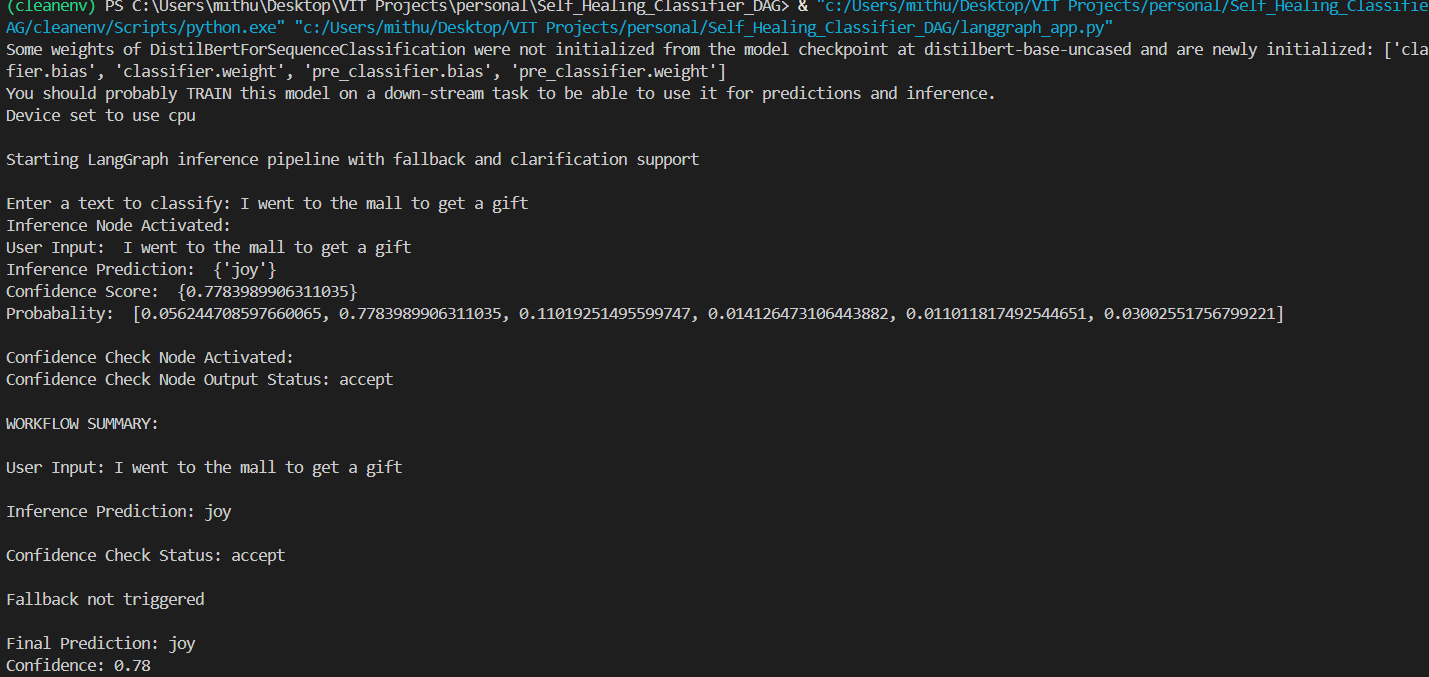 (cleanenv) PS C:\Users\mithu\Desktop\VIT Projects\personal\Self_Healing_Classifier_DAG> & "c:/Users/mithu/Desktop/VIT Projects/personal/Self_Healing_Classifie
AG/cleanenv/Scripts/python.exe" "c:/Users/mithu/Desktop/VIT Projects/personal/Self_Healing_Classifier_DAG/langgraph_app.py"
Some weights of DistilBertForSequenceClassification were not initialized from the model checkpoint at distilbert-base-uncased and are newly initialized: ['cla
fier.bias', 'classifier.weight', 'pre_classifier.bias', 'pre_classifier.weight']
You should probably TRAIN this model on a down-stream task to be able to use it for predictions and inference.
Device set to use cpu
Starting LangGraph inference pipeline with fallback and clarification support
Enter a text to classify: I went to the mall to get a gift
Inference Node Activated:
User Input:  I went to the mall to get a gift
Inference Prediction:  {'joy'}
Confidence Score:  {0.7783989906311035}
Probabality:  [0.056244708597660065, 0.7783989906311035, 0.11019251495599747, 0.014126473106443882, 0.011011817492544651, 0.03002551756799221]
Confidence Check Node Activated:
Confidence Check Node Output Status: accept
WORKFLOW SUMMARY:
User Input: I went to the mall to get a gift
Inference Prediction: joy
Confidence Check Status: accept
Fallback not triggered
Final Prediction: joy
Confidence: 0.78